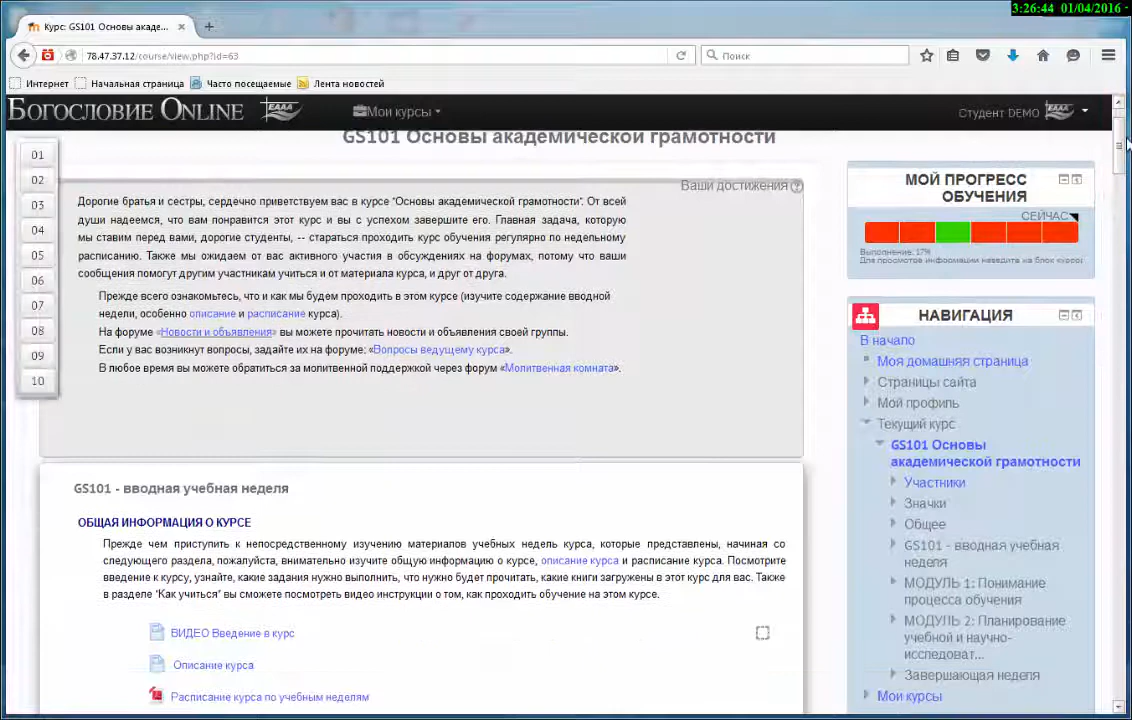 3:26:44 01/04/2016
Курс: GS101 Основы акаде...
78.47.37.12/course/view.php?id=63
Поиск
Интернет Начальная страница Часто посещаемые Лента новостей
Богословие Online ЕААА Мои курсы Студент DEMO
GS101 Основы академической грамотности
01
02
03
04
05
06
07
08
09
10
Ваши достижения
Дорогие братья и сестры, сердечно приветствуем вас в курсе "Основы академической грамотности". От всей
души надеемся, что вам понравится этот курс и вы с успехом завершите его. Главная задача, которую
мы ставим перед вами, дорогие студенты, -- стараться проходить курс обучения регулярно по недельному
расписанию. Также мы ожидаем от вас активного участия в обсуждениях на форумах, потому что ваши
сообщения помогут другим участникам учиться и от материала курса, и друг от друга.
Прежде всего ознакомьтесь, что и как мы будем проходить в этом курсе (изучите содержание вводной
недели, особенно описание и расписание курса).
На форуме «Новости и объявления» вы можете прочитать новости и объявления своей группы.
Если у вас возникнут вопросы, задайте их на форуме: «Вопросы ведущему курса».
В любое время вы можете обратиться за молитвенной поддержкой через форум «Молитвенная комната».
GS101 - вводная учебная неделя
ОБЩАЯ ИНФОРМАЦИЯ О КУРСЕ
Прежде чем приступить к непосредственному изучению материалов учебных недель курса, которые представлены, начиная со
следующего раздела, пожалуйста, внимательно изучите общую информацию о курсе, описание курса и расписание курса. Посмотрите
введение к курсу, узнайте, какие задания нужно выполнить, что нужно будет прочитать, какие книги загружены в этот курс для вас. Также
в разделе "Как учиться" вы сможете посмотреть видео инструкции о том, как проходить обучение на этом курсе.
ВИДЕО Введение в курс
Описание курса
Расписание курса по учебным неделям
МОЙ ПРОГРЕСС
ОБУЧЕНИЯ
СЕЙЧАС
Выполнение: 17%
Для просмотра информации наведите на блок курсор
НАВИГАЦИЯ
В начало
Моя домашняя страница
Страницы сайта
Мой профиль
Текущий курс
GS101 Основы
академической грамотности
Участники
Значки
Общее
GS101 - вводная учебная
неделя
МОДУЛЬ 1: Понимание
процесса обучения
МОДУЛЬ 2: Планирование
учебной и научно-
исследоват...
Завершающая неделя
Мои курсы